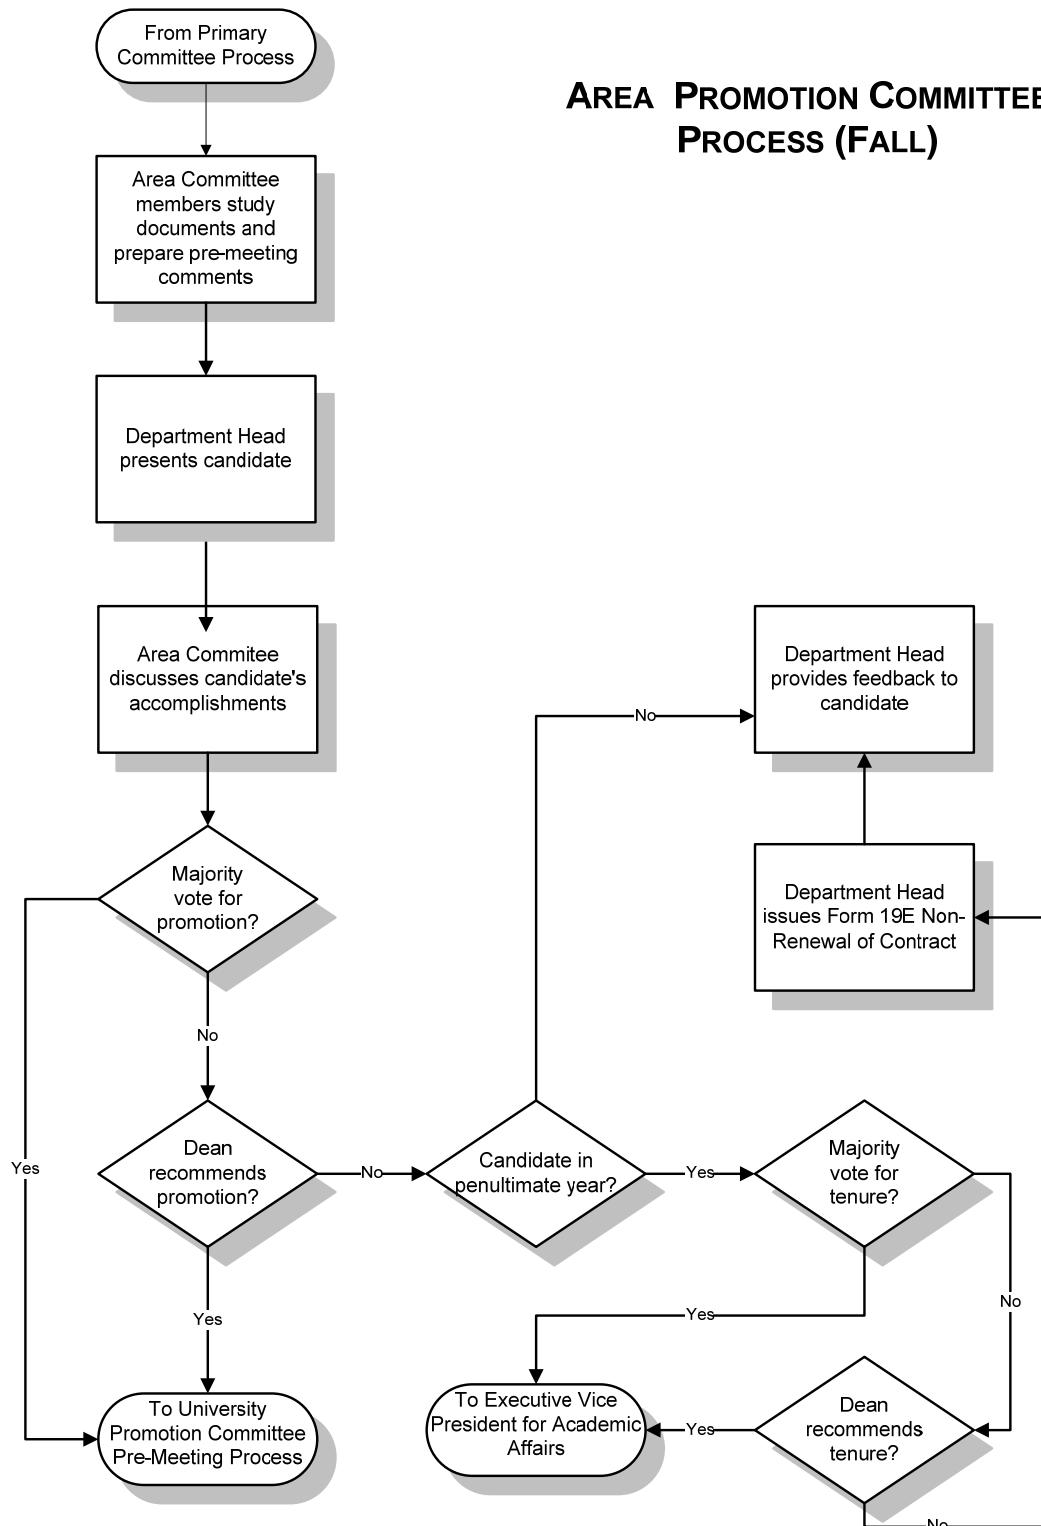 From Primary
Committee Process
AREA PROMOTION COMMITTEE
PROCESS (FALL)
Area Committee
members study
documents and
prepare pre-meeting
comments
Department Head
presents candidate
Area Commitee
discusses candidate's
accomplishments
Department Head
provides feedback to
candidate
No
Majority
vote for
promotion?
Department Head
issues Form 19E Non-
Renewal of Contract
No
Yes
Dean
recommends
promotion?
No
Candidate in
penultimate year?
Yes
Majority
vote for
tenure?
Yes
Yes
No
To University
Promotion Committee
Pre-Meeting Process
To Executive Vice
President for Academic
Affairs
Yes
Dean
recommends
tenure?
No